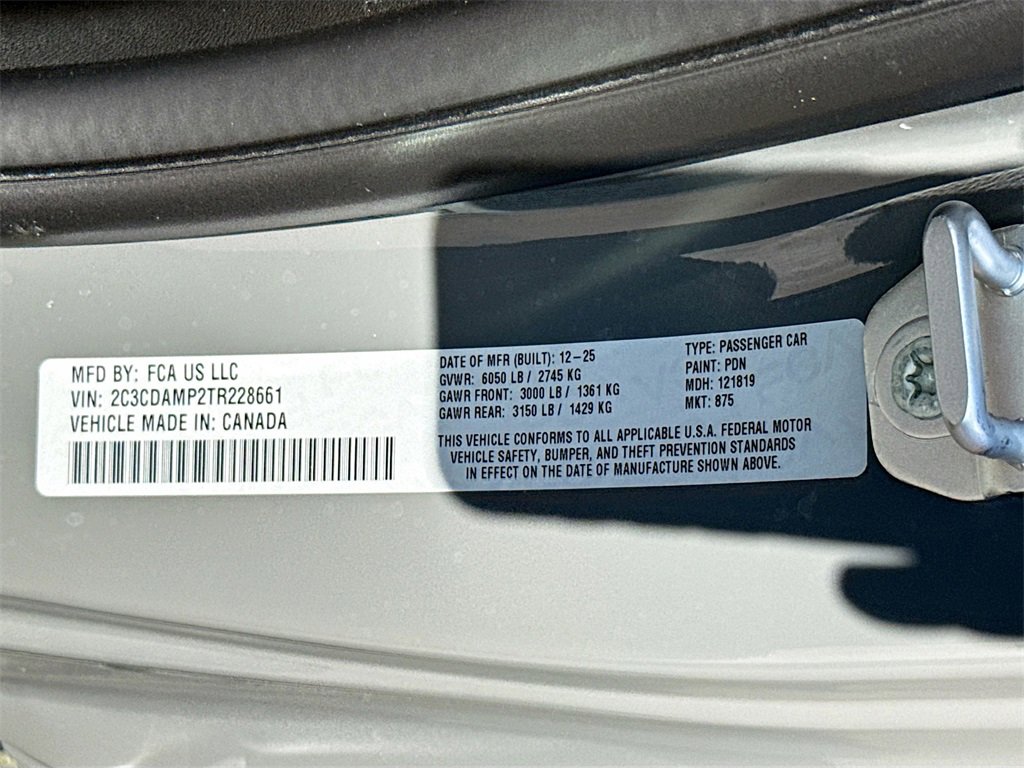 MFD BY: FCA US LLC
VIN: 2C3CDAMP2TR228661
VEHICLE MADE IN: CANADA
DATE OF MFR (BUILT): 12-25
GVWR: 6050 LB / 2745 KG
GAWR FRONT: 3000 LB / 1361 KG
GAWR REAR: 3150 LB / 1429 KG
TYPE: PASSENGER CAR
PAINT: PDN
MDH: 121819
MKT: 875
THIS VEHICLE CONFORMS TO ALL APPLICABLE U.S.A. FEDERAL MOTOR
VEHICLE SAFETY, BUMPER, AND THEFT PREVENTION STANDARDS
IN EFFECT ON THE DATE OF MANUFACTURE SHOWN ABOVE.